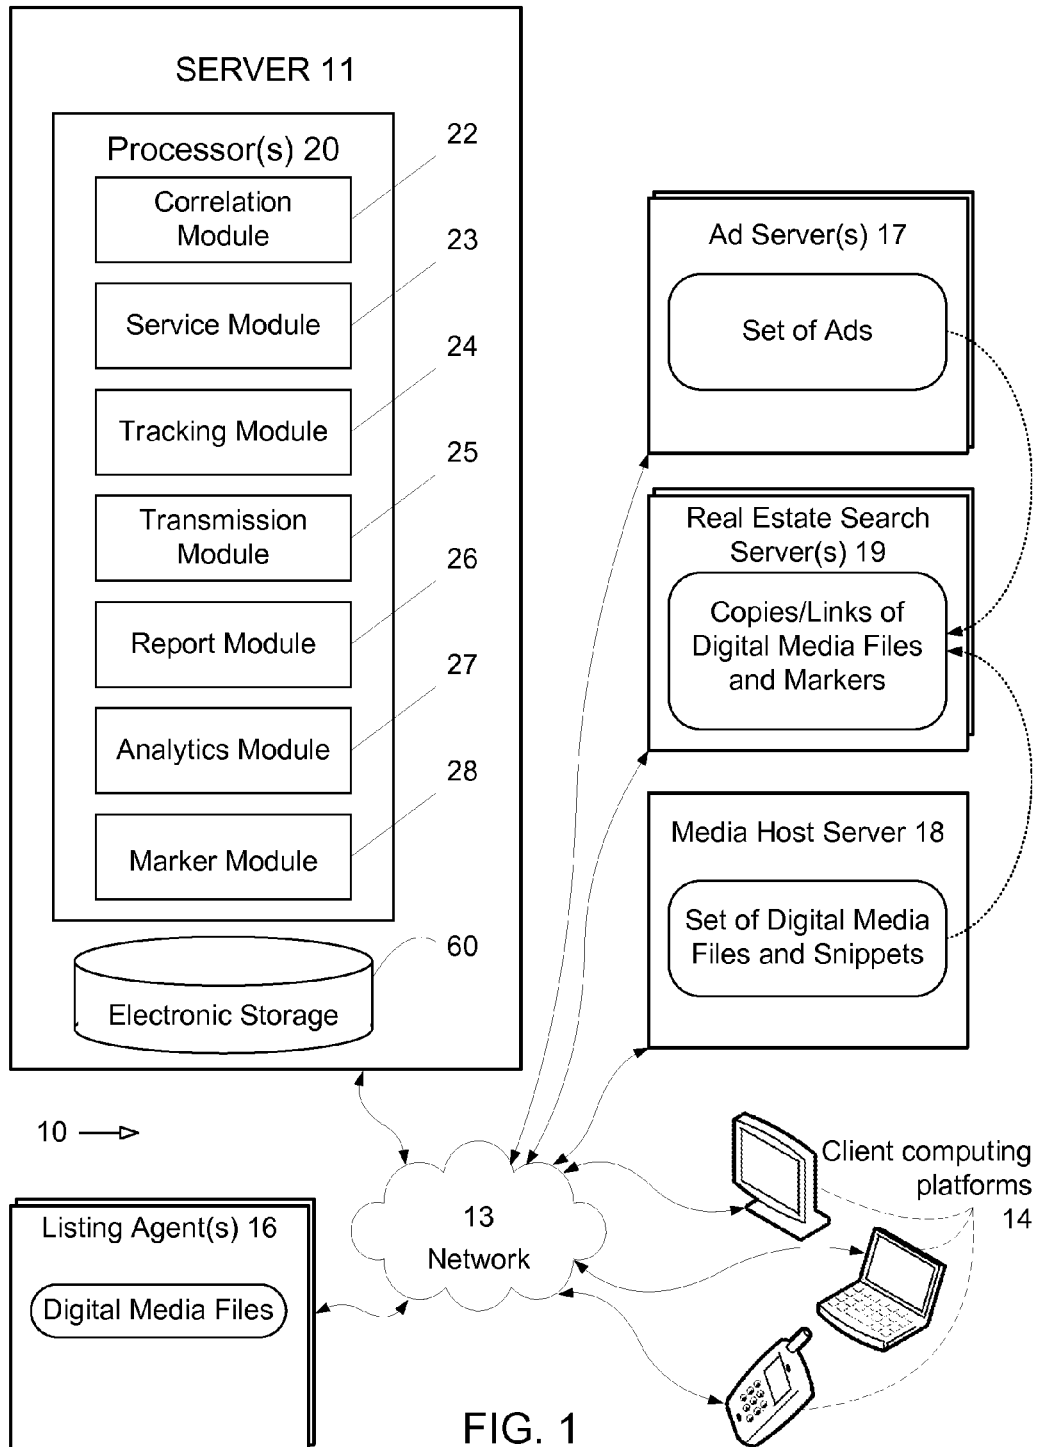 SERVER 11
Processor(s) 20
Correlation
Module
22
Service Module
23
Tracking Module
24
Transmission
Module
25
Report Module
26
Analytics Module
27
Marker Module
28
Electronic Storage
60
Ad Server(s) 17
Set of Ads
Real Estate Search
Server(s) 19
Copies/Links of
Digital Media Files
and Markers
Media Host Server 18
Set of Digital Media
Files and Snippets
10
Listing Agent(s) 16
Digital Media Files
13
Network
Client computing
platforms
14
FIG. 1